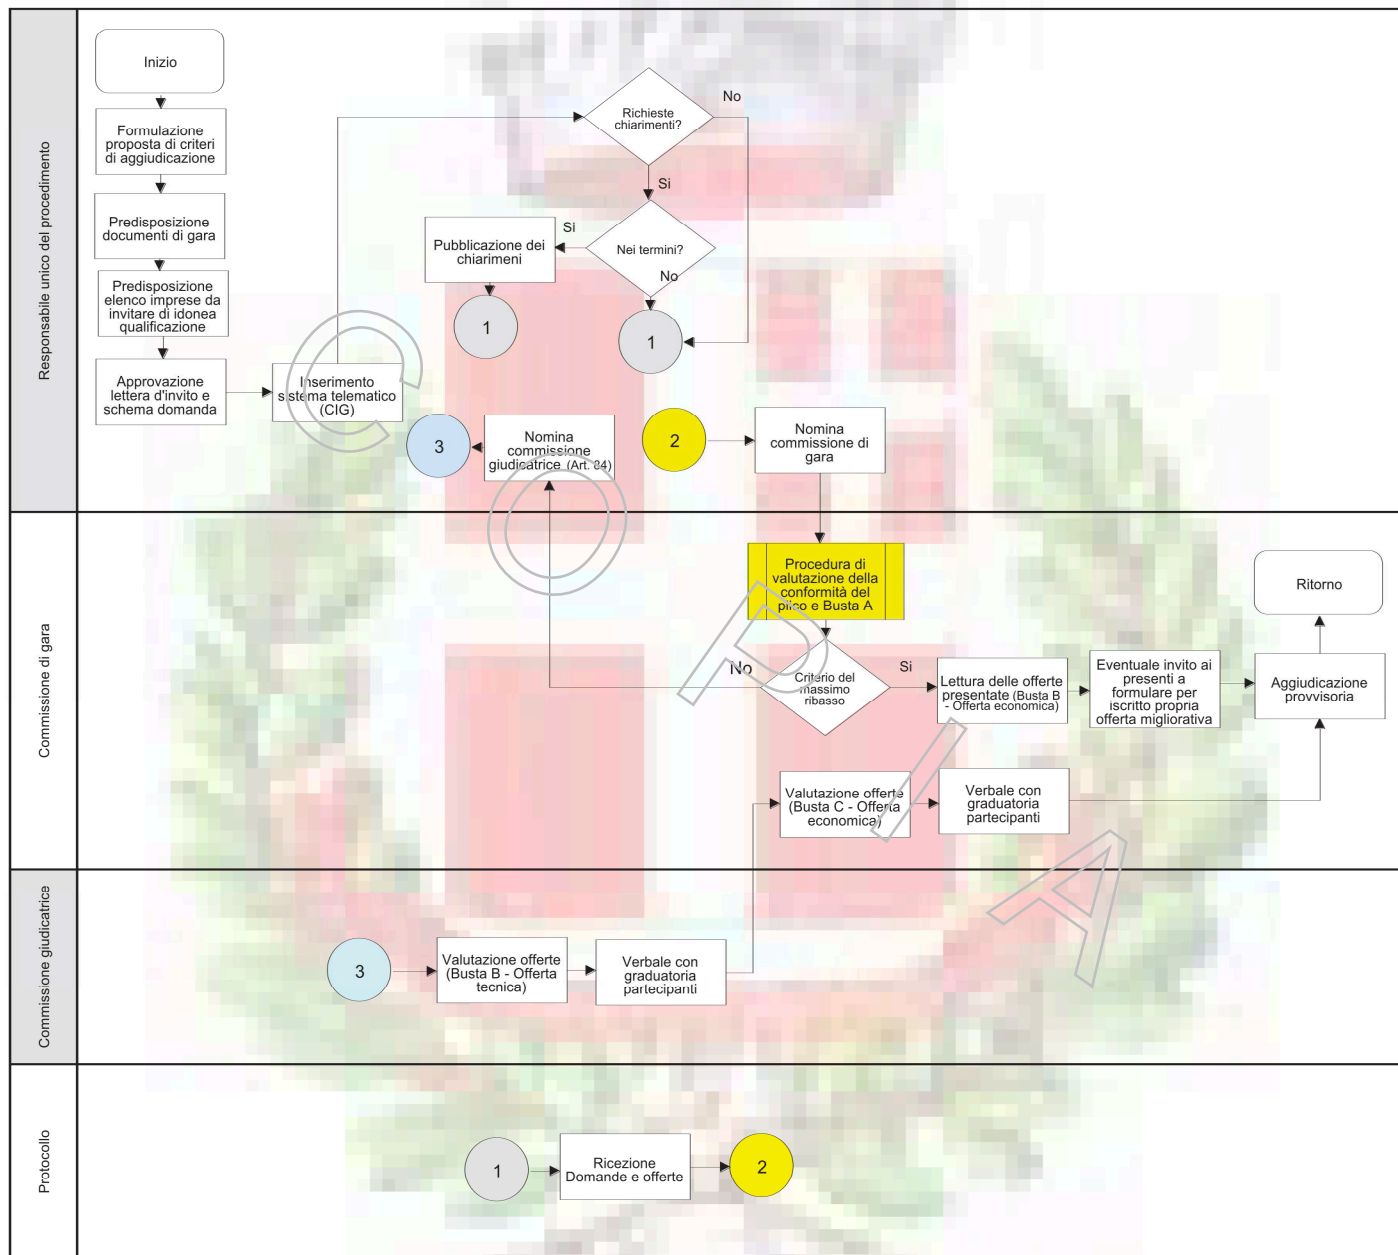 Responsabile unico del procedimento
Inizio
Formulazione
proposta di criteri
di aggiudicazione
Predisposizione
documenti di gara
Predisposizione
elenco imprese da
invitare di idonea
qualificazione
Approvazione
lettera d'invito e
schema domanda
Inserimento
sistema telematico
(CIG)
Richieste
chiarimenti?
No
Si
Nei termini?
Si
No
Pubblicazione dei
chiarimeni
1
1
3
Nomina
commissione
giudicatrice (Art. 84)
2
Nomina
commissione di
gara
Commissione di gara
Procedura di
valutazione della
conformità del
plico e Busta A
No
Criterio del
massimo
ribasso
Si
Lettura delle offerte
presentate (Busta B
- Offerta economica)
Eventuale invito ai
presenti a
formulare per
iscritto propria
offerta migliorativa
Aggiudicazione
provvisoria
Ritorno
Valutazione offerte
(Busta C - Offerta
economica)
Verbale con
graduatoria
partecipanti
Commissione giudicatrice
3
Valutazione offerte
(Busta B - Offerta
tecnica)
Verbale con
graduatoria
partecipanti
Protocollo
1
Ricezione
Domande e offerte
2
COPIA